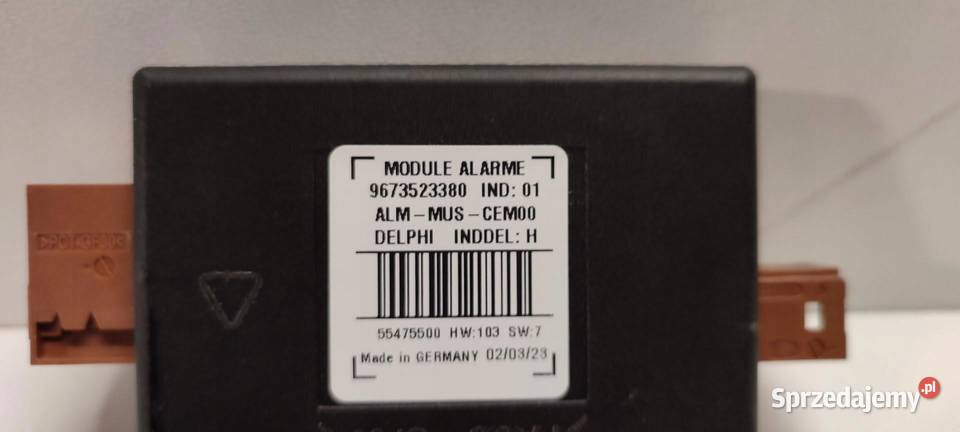 MODULE ALARME
9673523380 IND: 01
ALM-MUS-CEM00
DELPHI INDDEL: H
55475500 HW:103 SW:7
Made in GERMANY 02/03/23
Sprzedajemy.pl